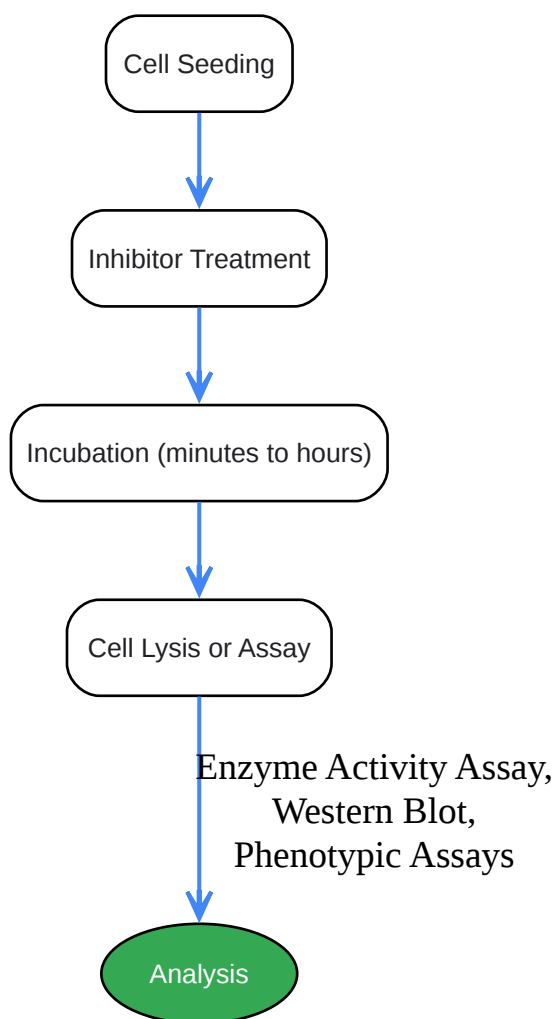 Cell Seeding
Inhibitor Treatment
Incubation (minutes to hours)
Cell Lysis or Assay
Enzyme Activity Assay,
Western Blot,
Phenotypic Assays
Analysis